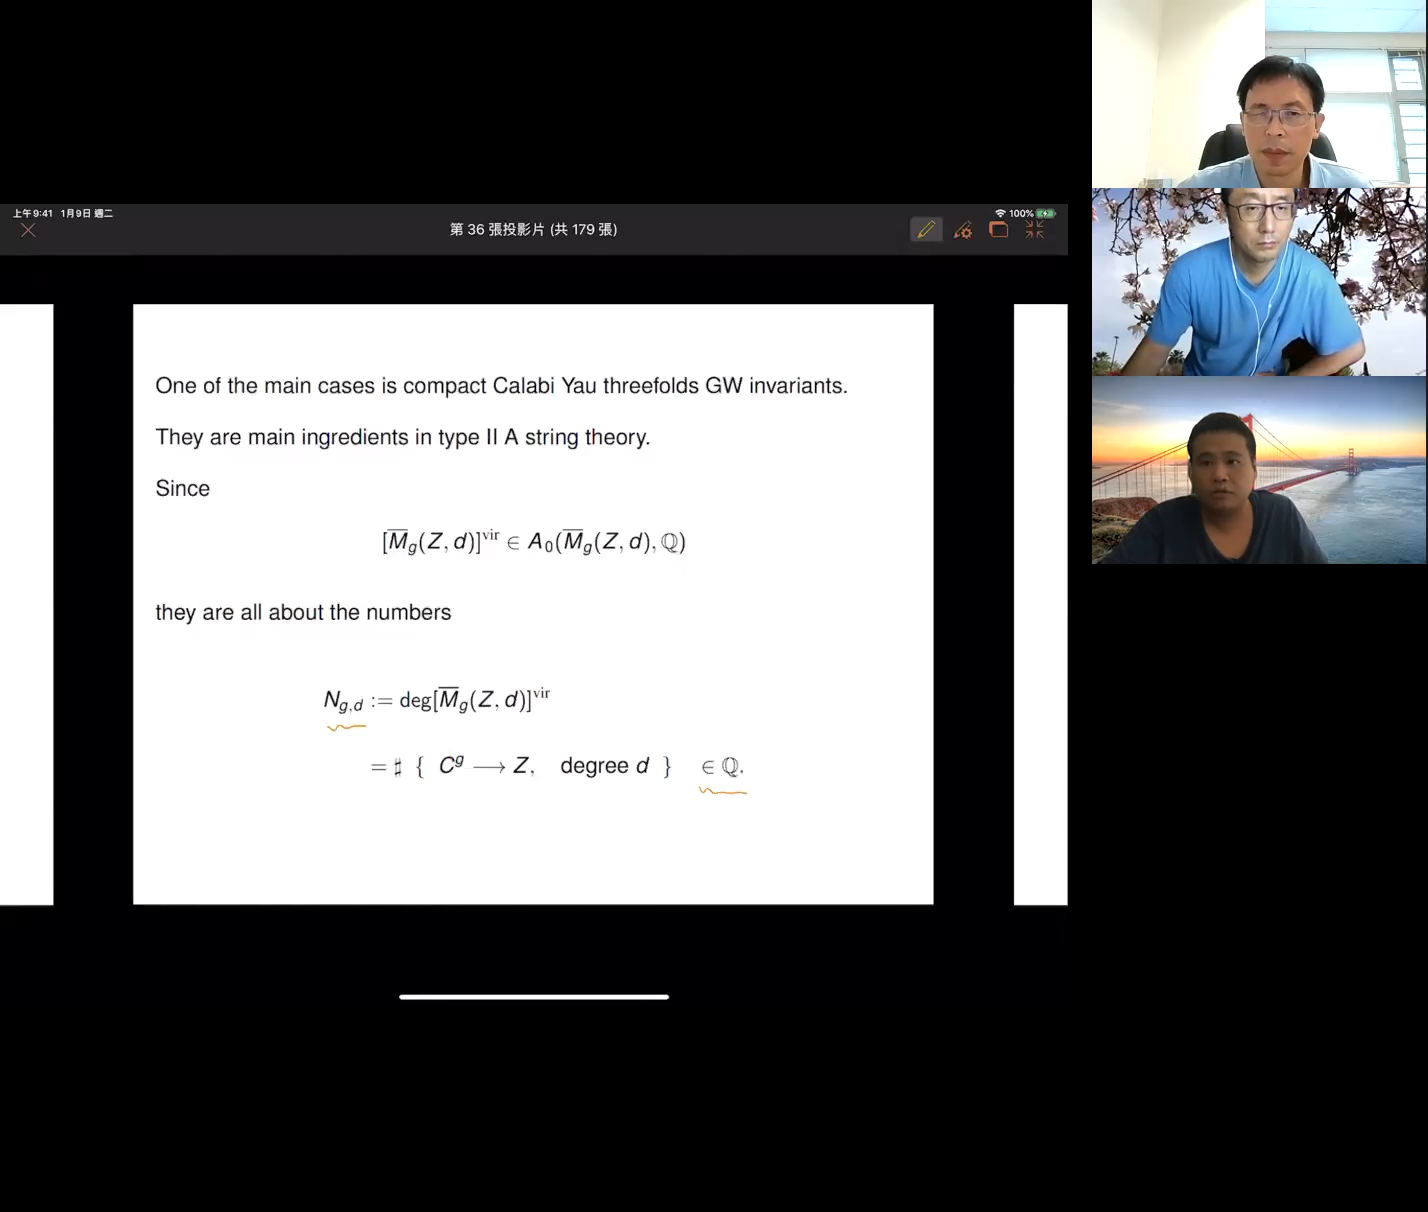 上午9:41 1月9日 週二
100%
第 36 張投影片 (共 179 張)
One of the main cases is compact Calabi Yau threefolds GW invariants.
They are main ingredients in type II A string theory.
Since
[M̅_g(Z, d)]^vir ∈ A_0(M̅_g(Z, d), ℚ)
they are all about the numbers
N_{g,d} := deg[M̅_g(Z, d)]^vir
= ♯ { C^g ⟶ Z, degree d } ∈ ℚ.